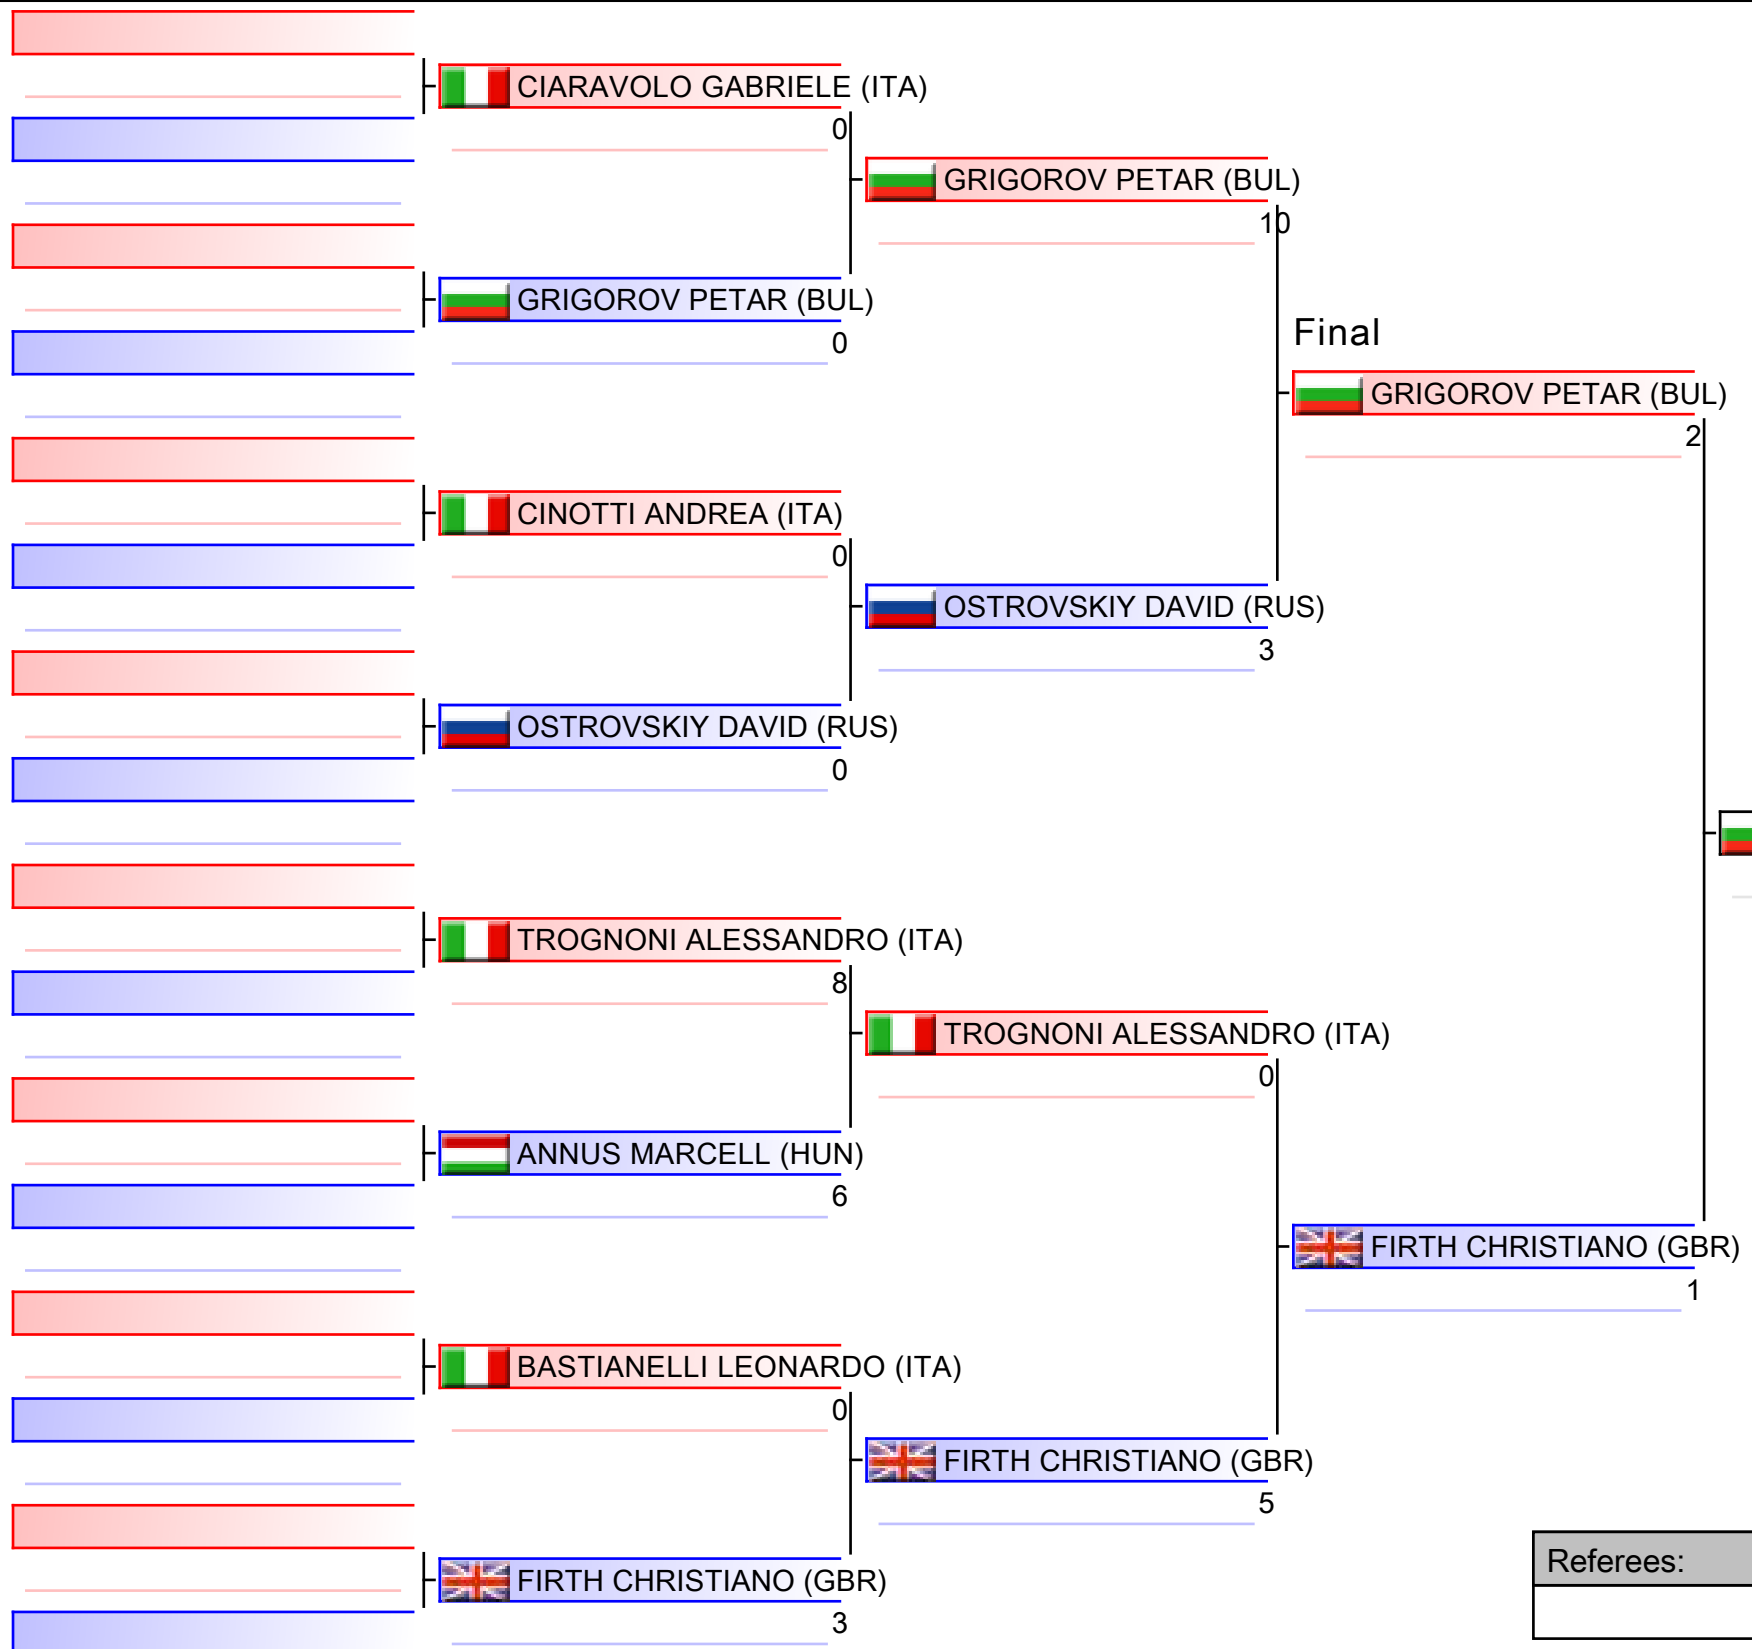 CIARAVOLO GABRIELE (ITA)
0
GRIGOROV PETAR (BUL)
10
GRIGOROV PETAR (BUL)
0
Final
GRIGOROV PETAR (BUL)
2
CINOTTI ANDREA (ITA)
0
OSTROVSKIY DAVID (RUS)
3
OSTROVSKIY DAVID (RUS)
0
TROGNONI ALESSANDRO (ITA)
8
TROGNONI ALESSANDRO (ITA)
0
ANNUS MARCELL (HUN)
6
FIRTH CHRISTIANO (GBR)
1
BASTIANELLI LEONARDO (ITA)
0
FIRTH CHRISTIANO (GBR)
5
FIRTH CHRISTIANO (GBR)
3
Referees: